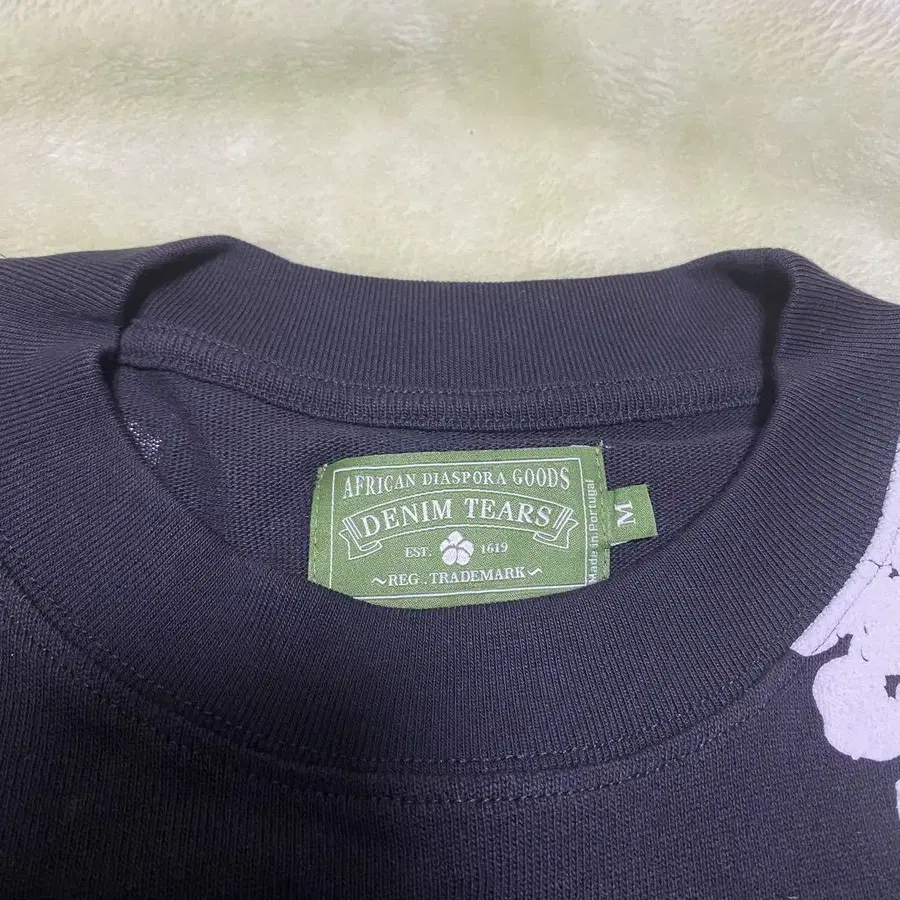 AFRICAN DIASPORA GOODS
DENIM TEARS
EST. 1619
~REG. TRADEMARK~
Made in Portugal
M